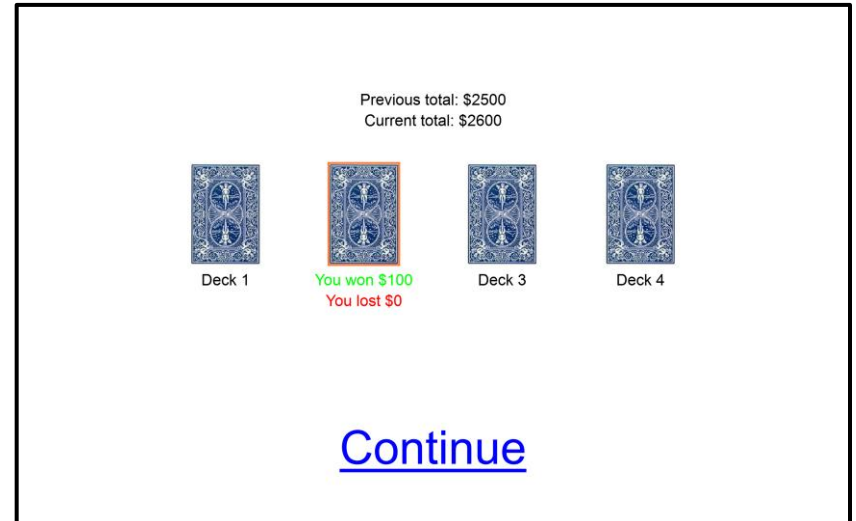 Previous total: $2500
Current total: $2600
Deck 1
You won $100
You lost $0
Deck 3
Deck 4
Continue